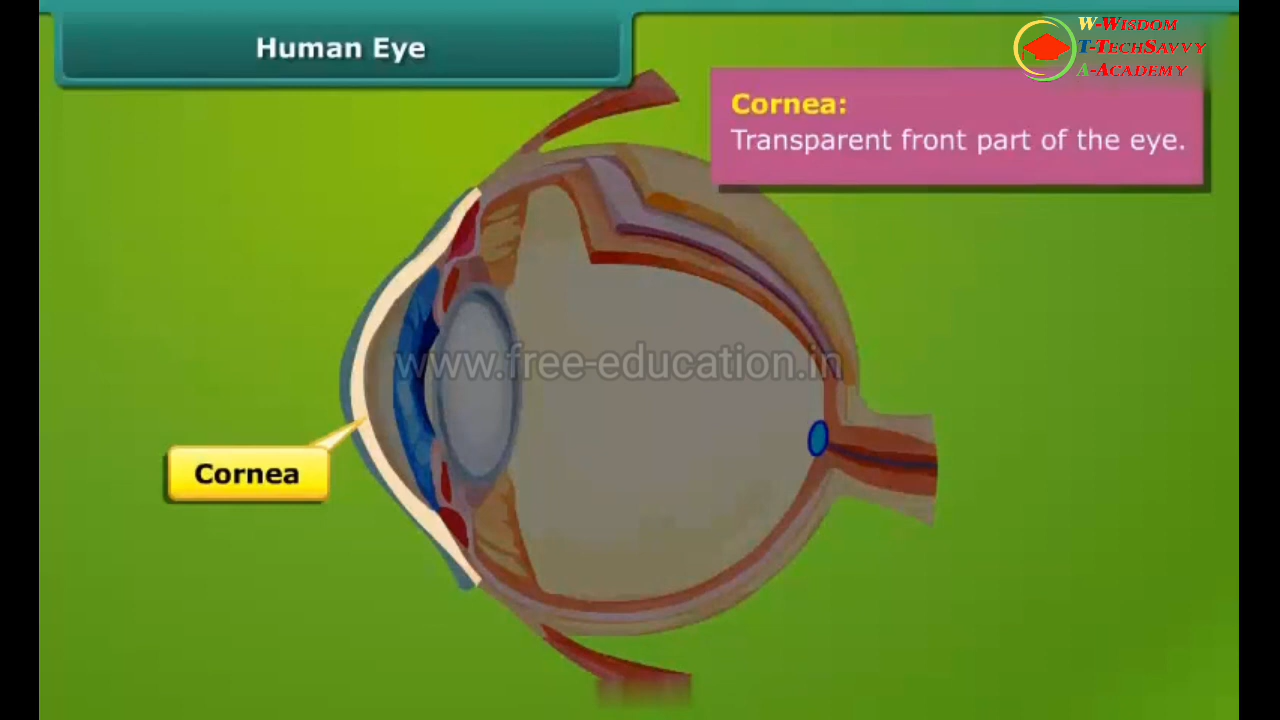 Human Eye
W-Wisdom
T-TechSavvy
A-Academy
Cornea:
Transparent front part of the eye.
www.free-education.in
Cornea